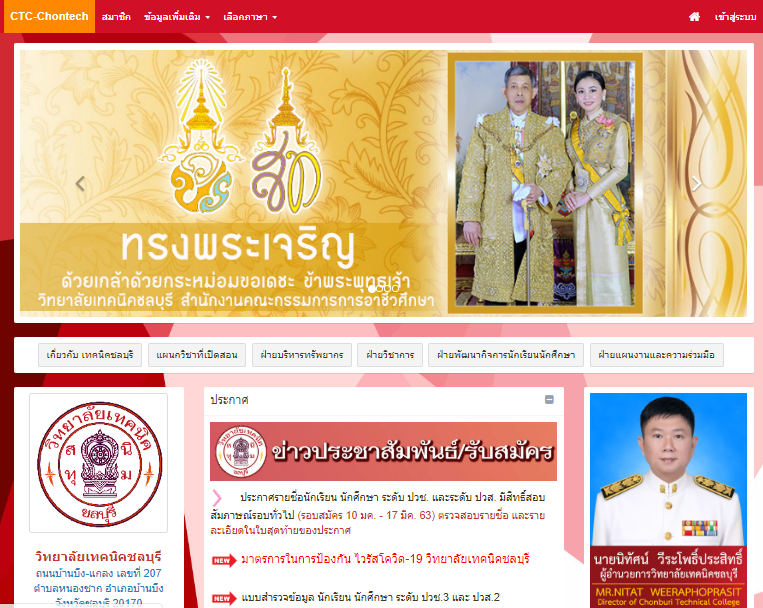 CTC-Chontech สมาชิก ข้อมูลเพิ่มเติม เลือกภาษา เข้าสู่ระบบ
ทรงพระเจริญ
ด้วยเกล้าด้วยกระหม่อมขอเดชะ ข้าพระพุทธเจ้า
วิทยาลัยเทคนิคชลบุรี สำนักงานคณะกรรมการการอาชีวศึกษา
เกี่ยวกับ เทคนิคชลบุรี แผนกวิชาที่เปิดสอน ฝ่ายบริหารทรัพยากร ฝ่ายวิชาการ ฝ่ายพัฒนากิจการนักเรียนนักศึกษา ฝ่ายแผนงานและความร่วมมือ
วิทยาลัยเทคนิค
ส นิ
ทุ ม
ชลบุรี
วิทยาลัยเทคนิคชลบุรี
ถนนบ้านบึง-แกลง เลขที่ 207
ตำบลหนองชาก อำเภอบ้านบึง
จังหวัดชลบุรี 20170
ประกาศ
ข่าวประชาสัมพันธ์/รับสมัคร
ประกาศรายชื่อนักเรียน นักศึกษา ระดับ ปวช. และระดับ ปวส. มีสิทธิ์สอบ
สัมภาษณ์รอบทั่วไป (รอบสมัคร 10 มค. - 17 มีค. 63) ตรวจสอบรายชื่อ และราย
ละเอียดในใบสุดท้ายของประกาศ
NEW มาตรการในการป้องกัน ไวรัสโควิด-19 วิทยาลัยเทคนิคชลบุรี
NEW แบบสำรวจข้อมูล นักเรียน นักศึกษา ระดับ ปวช.3 และ ปวส.2
นายนิทัศน์ วีระโพธิ์ประสิทธิ์
ผู้อำนวยการวิทยาลัยเทคนิคชลบุรี
MR.NITAT WEERAPHOPRASIT
Director of Chonburi Technical College